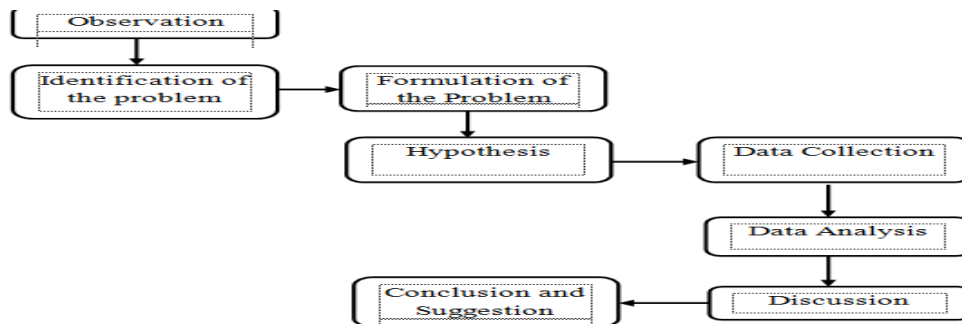 Observation
Identification of
the problem
Formulation of
the Problem
Hypothesis
Data Collection
Data Analysis
Discussion
Conclusion and
Suggestion